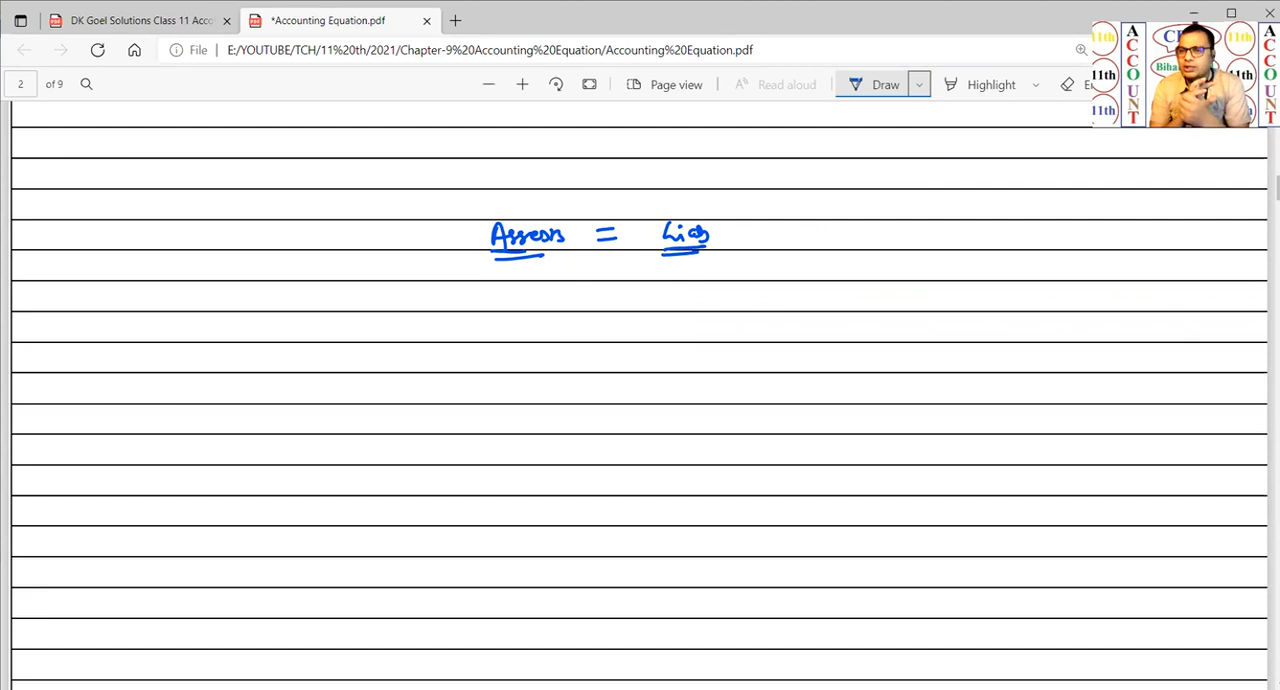 DK Goel Solutions Class 11 Acco
*Accounting Equation.pdf
File E:/YOUTUBE/TCH/11%20th/2021/Chapter-9%20Accounting%20Equation/Accounting%20Equation.pdf
2 of 9 Page view Read aloud Draw Highlight
11th 11th
11th 11th
11th
ACCOUNT ACCOUNT
Assets = Liab